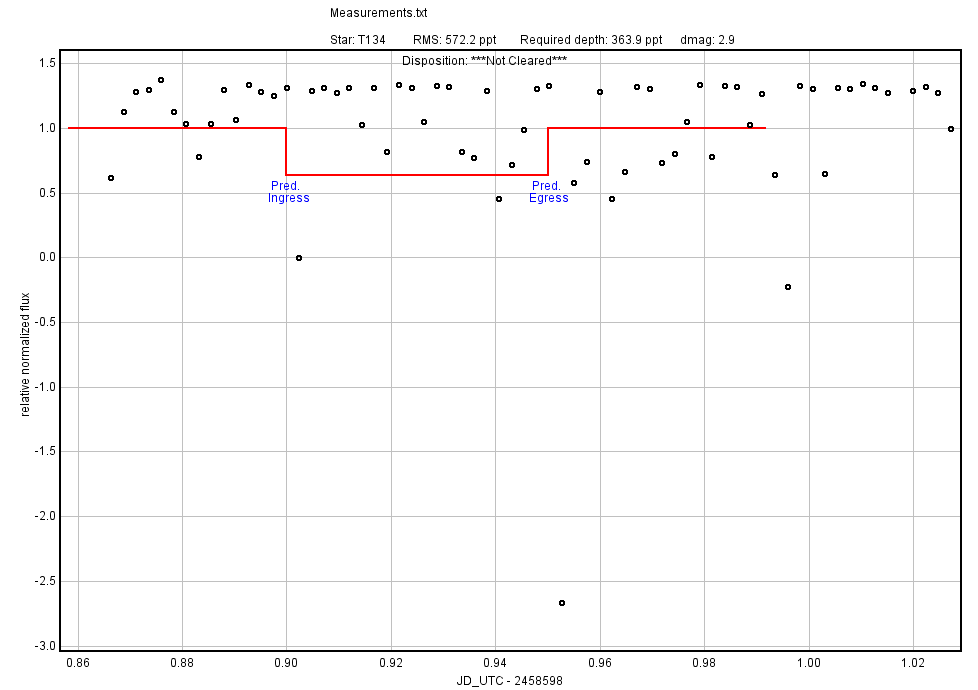 Measurements.txt
Star: T134 RMS: 572.2 ppt Required depth: 363.9 ppt dmag: 2.9
Disposition: ***Not Cleared***
1.5
1.0
0.5
0.0
-0.5
-1.0
-1.5
-2.0
-2.5
-3.0
relative normalized flux
Pred.
Ingress
Pred.
Egress
0.86 0.88 0.90 0.92 0.94 0.96 0.98 1.00 1.02
JD_UTC - 2458598